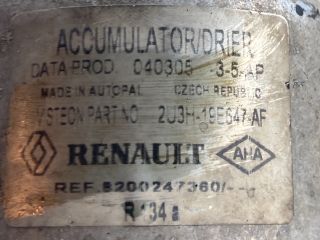 ACCUMULATOR/DRIER
DATA PROD. 040305 3-5-AP
MADE IN AUTOPAL CZECH REPUBLIC
VISTEON PART NO 2U3H-19E647-AF
RENAULT AHA
REF.8200247360/--
R 134a